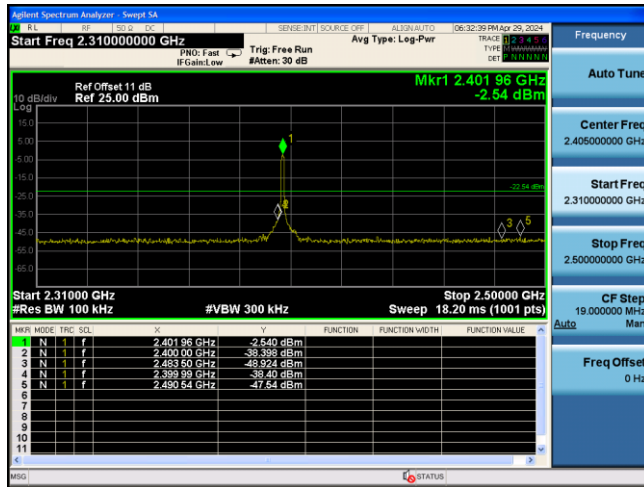 Agilent Spectrum Analyzer - Swept SA
RL RF 50 Ω DC SENSE:INT SOURCE OFF ALIGNAUTO 06:32:39 PM Apr 29, 2024
Start Freq 2.310000000 GHz
PNO: Fast
IFGain:Low
Trig: Free Run
#Atten: 30 dB
Avg Type: Log-Pwr
TRACE 1 2 3 4 5 6
TYPE
DET P N N N N N
Mkr1 2.401 96 GHz
-2.54 dBm
Ref Offset 11 dB
10 dB/div Ref 25.00 dBm
Log
15.0
5.00
1
-5.00
-15.0
-22.54 dBm
-25.0
-35.0
3 5
-45.0
-55.0
-65.0
Start 2.31000 GHz Stop 2.50000 GHz
#Res BW 100 kHz #VBW 300 kHz Sweep 18.20 ms (1001 pts)
MKR MODE TRC SCL X Y FUNCTION FUNCTION WIDTH FUNCTION VALUE
1 N 1 f 2.401 96 GHz -2.540 dBm
2 N 1 f 2.400 00 GHz -38.398 dBm
3 N 1 f 2.483 50 GHz -48.924 dBm
4 N 1 f 2.399 99 GHz -38.40 dBm
5 N 1 f 2.490 54 GHz -47.54 dBm
6
7
8
9
10
11
MSG STATUS
Frequency
Auto Tune
Center Freq
2.405000000 GHz
Start Freq
2.310000000 GHz
Stop Freq
2.500000000 GHz
CF Step
19.000000 MHz
Auto Man
Freq Offset
0 Hz